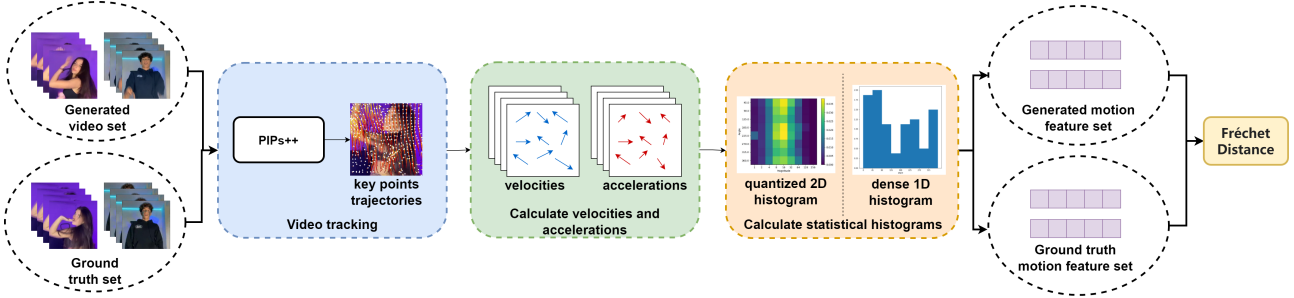 Generated
video set
Ground
truth set
PIPs++
key points
trajectories
Video tracking
velocities
accelerations
Calculate velocities and
accelerations
quantized 2D
histogram
dense 1D
histogram
Calculate statistical histograms
Generated motion
feature set
Ground truth
motion feature set
Fréchet
Distance